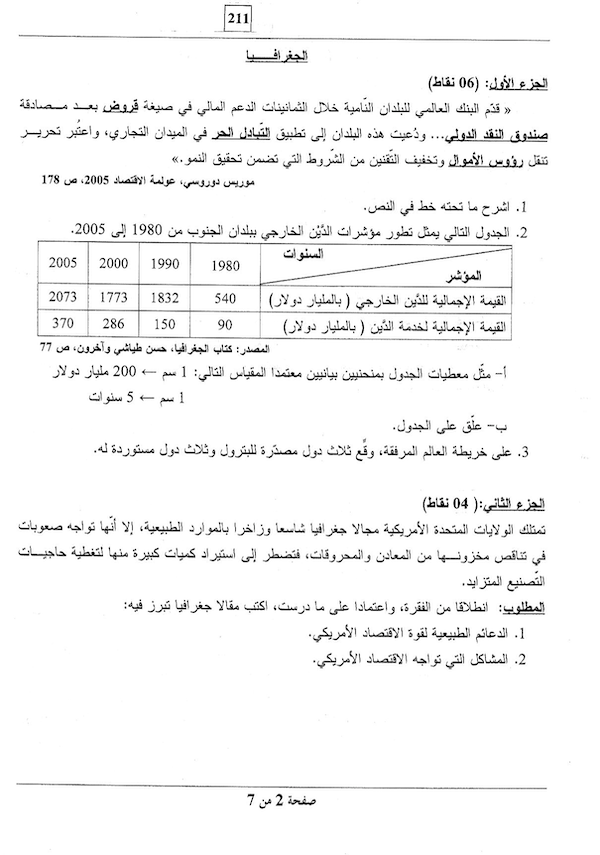 211
الجغرافـــــيا
الجزء الأول: (06 نقاط)
« قدّم البنك العالمي للبلدان النّامية خلال الثمانينات الدعم المالي في صيغة قروض بعـد مـصادقة
صندوق النقد الدولي... ودُعيت هذه البلدان إلى تطبيق التّبادل الحر في الميدان التجاري، واعتُبر تحريـر
تنقل رؤوس الأموال وتخفيف التّقنين من الشّروط التي تضمن تحقيق النمو.»
موريس دوروسي، عولمة الاقتصاد 2005، ص 178
1. اشرح ما تحته خط في النص.
2. الجدول التالي يمثل تطور مؤشرات الدَّيْن الخارجي ببلدان الجنوب من 1980 إلى 2005.
السنوات
المؤشر
1980 1990 2000 2005
القيمة الإجمالية للدَّين الخارجي ( بالمليار دولار) 540 1832 1773 2073
القيمة الإجمالية لخدمة الدَّين ( بالمليار دولار) 90 150 286 370
المصدر: كتاب الجغرافيا، حسن طياشي وآخرون، ص 77
أ- مثّل معطيات الجدول بمنحنيين بيانيين معتمدا المقياس التالي: 1 سم ← 200 مليار دولار
1 سم ← 5 سنوات
ب- علّق على الجدول.
3. على خريطة العالم المرفقة، وقّع ثلاث دول مصدّرة للبترول وثلاث دول مستوردة له.
الجزء الثاني: ( 04 نقاط)
تمتلك الولايات المتحدة الأمريكية مجالا جغرافيا شاسعا وزاخرا بالموارد الطبيعية، إلا أنّها تواجه صعوبات
في تناقص مخزونـــها من المعادن والمحروقات، فتضطر إلى استيراد كميات كبيرة منها لتغطية حاجيـات
التّصنيع المتزايد.
المطلوب: انطلاقا من الفقرة، واعتمادا على ما درست، اكتب مقالا جغرافيا تبرز فيه:
1. الدعائم الطبيعية لقوة الاقتصاد الأمريكي.
2. المشاكل التي تواجه الاقتصاد الأمريكي.
صفحة 2 من 7